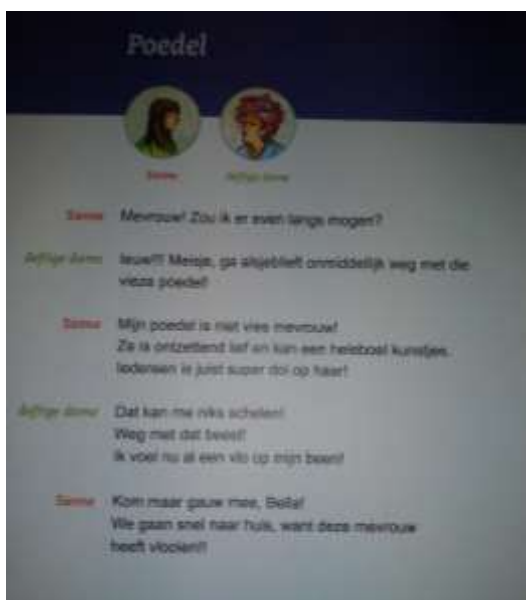 Poedel
Sanne deftige dame
Sanne Mevrouw! Zou ik er even langs mogen?
deftige dame Ieuw!!! Meisje, ga alsjeblieft onmiddellijk weg met die
vieze poedel!
Sanne Mijn poedel is niet vies mevrouw!
Ze is ontzettend lief en kan een heleboel kunstjes.
Iedereen is juist super dol op haar!
deftige dame Dat kan me niks schelen!
Weg met dat beest!
Ik voel nu al een vlo op mijn been!
Sanne Kom maar gauw mee, Bella!
We gaan snel naar huis, want deze mevrouw
heeft vlooien!!!